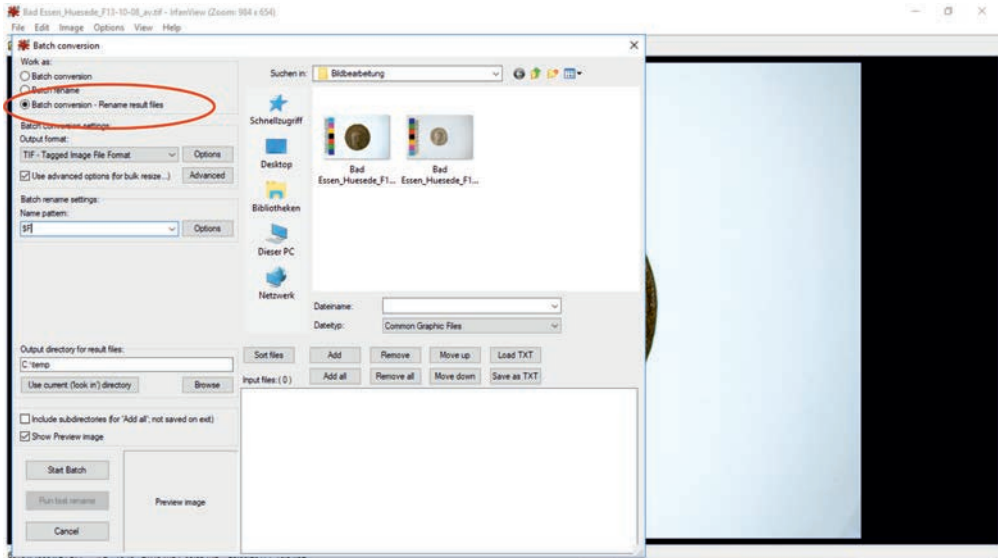 Bad Essen_Huesede_F13-10-06_av.tif - IrfanView (Zoom: 984 x 654)
File Edit Image Options View Help
Batch conversion
Work as:
Batch conversion
Batch rename
Batch conversion - Rename result files
Batch conversion settings:
Output format:
TIF - Tagged Image File Format
Options
Use advanced options (for bulk resize...)
Advanced
Batch rename settings:
Name pattern:
$F
Options
Output directory for result files:
C:\temp
Use current ('look in') directory
Browse
Include subdirectories (for 'Add all'; not saved on exit)
Show Preview image
Start Batch
Run test rename
Cancel
Preview image
Suchen in:
Bildbearbeitung
Schnellzugriff
Desktop
Bibliotheken
Dieser PC
Netzwerk
Bad
Essen_Huesede_F1...
Bad
Essen_Huesede_F1...
Dateiname:
Dateityp:
Common Graphic Files
Sort files
Add
Remove
Move up
Load TXT
Input files: ( 0 )
Add all
Remove all
Move down
Save as TXT